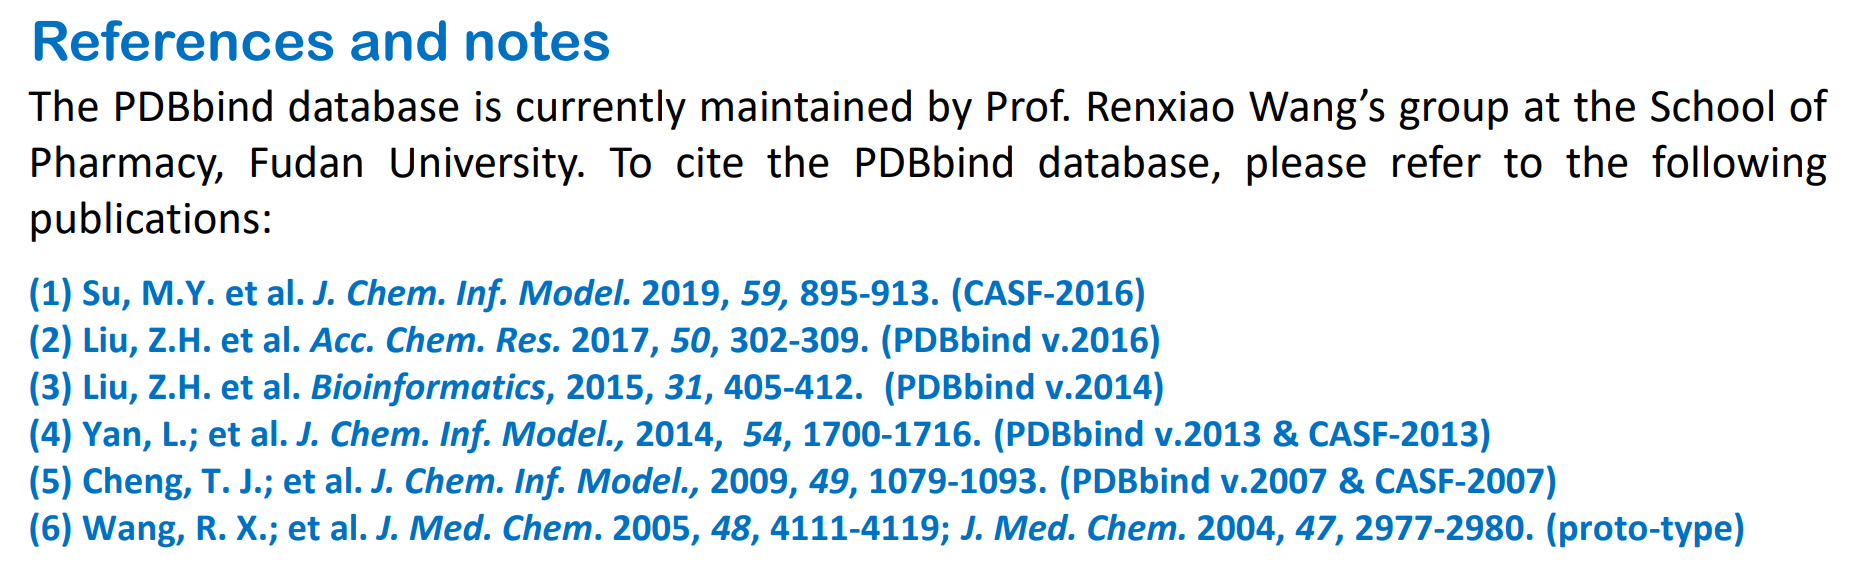 References and notes
The PDBbind database is currently maintained by Prof. Renxiao Wang’s group at the School of
Pharmacy, Fudan University. To cite the PDBbind database, please refer to the following
publications:
(1) Su, M.Y. et al. J. Chem. Inf. Model. 2019, 59, 895-913. (CASF-2016)
(2) Liu, Z.H. et al. Acc. Chem. Res. 2017, 50, 302-309. (PDBbind v.2016)
(3) Liu, Z.H. et al. Bioinformatics, 2015, 31, 405-412.  (PDBbind v.2014)
(4) Yan, L.; et al. J. Chem. Inf. Model., 2014,  54, 1700-1716. (PDBbind v.2013 & CASF-2013)
(5) Cheng, T. J.; et al. J. Chem. Inf. Model., 2009, 49, 1079-1093. (PDBbind v.2007 & CASF-2007)
(6) Wang, R. X.; et al. J. Med. Chem. 2005, 48, 4111-4119; J. Med. Chem. 2004, 47, 2977-2980. (proto-type)